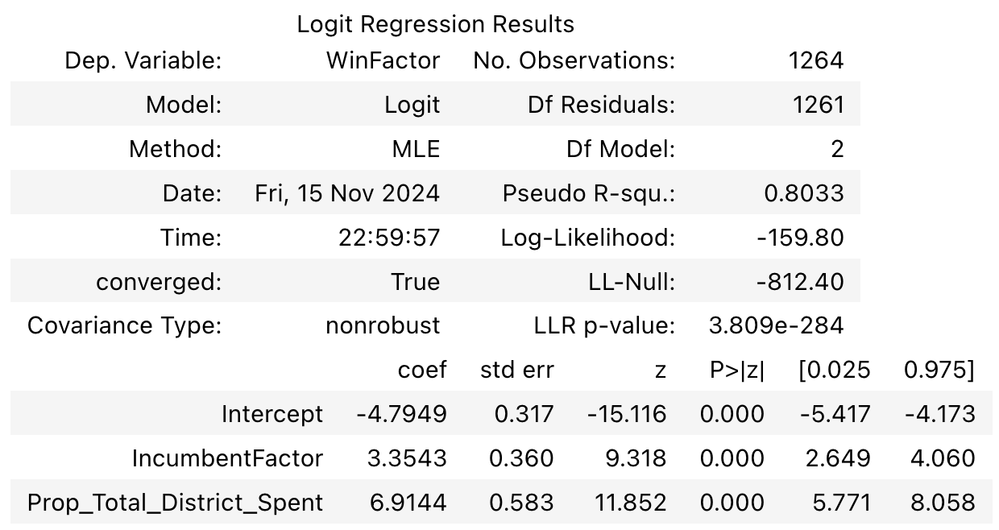 Logit Regression Results
Dep. Variable: WinFactor No. Observations: 1264
Model: Logit Df Residuals: 1261
Method: MLE Df Model: 2
Date: Fri, 15 Nov 2024 Pseudo R-squ.: 0.8033
Time: 22:59:57 Log-Likelihood: -159.80
converged: True LL-Null: -812.40
Covariance Type: nonrobust LLR p-value: 3.809e-284
coef std err z P>|z| [0.025 0.975]
Intercept -4.7949 0.317 -15.116 0.000 -5.417 -4.173
IncumbentFactor 3.3543 0.360 9.318 0.000 2.649 4.060
Prop_Total_District_Spent 6.9144 0.583 11.852 0.000 5.771 8.058